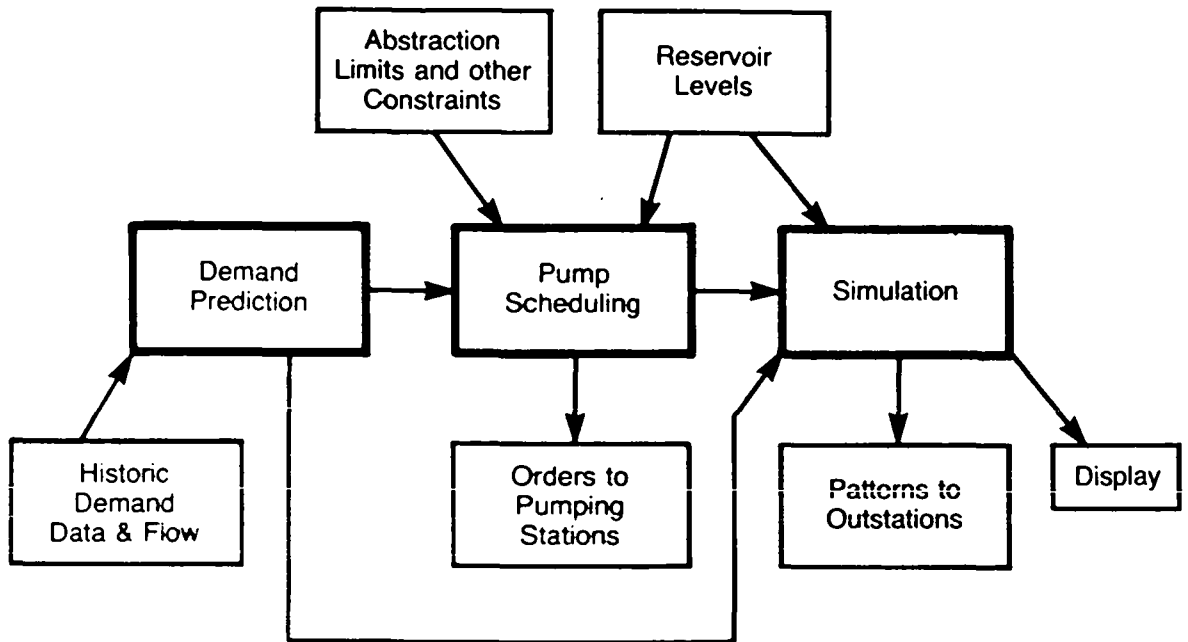 Abstraction
Limits and other
Constraints
Reservoir
Levels
Demand
Prediction
Pump
Scheduling
Simulation
Historic
Demand
Data & Flow
Orders to
Pumping
Stations
Patterns to
Outstations
Display